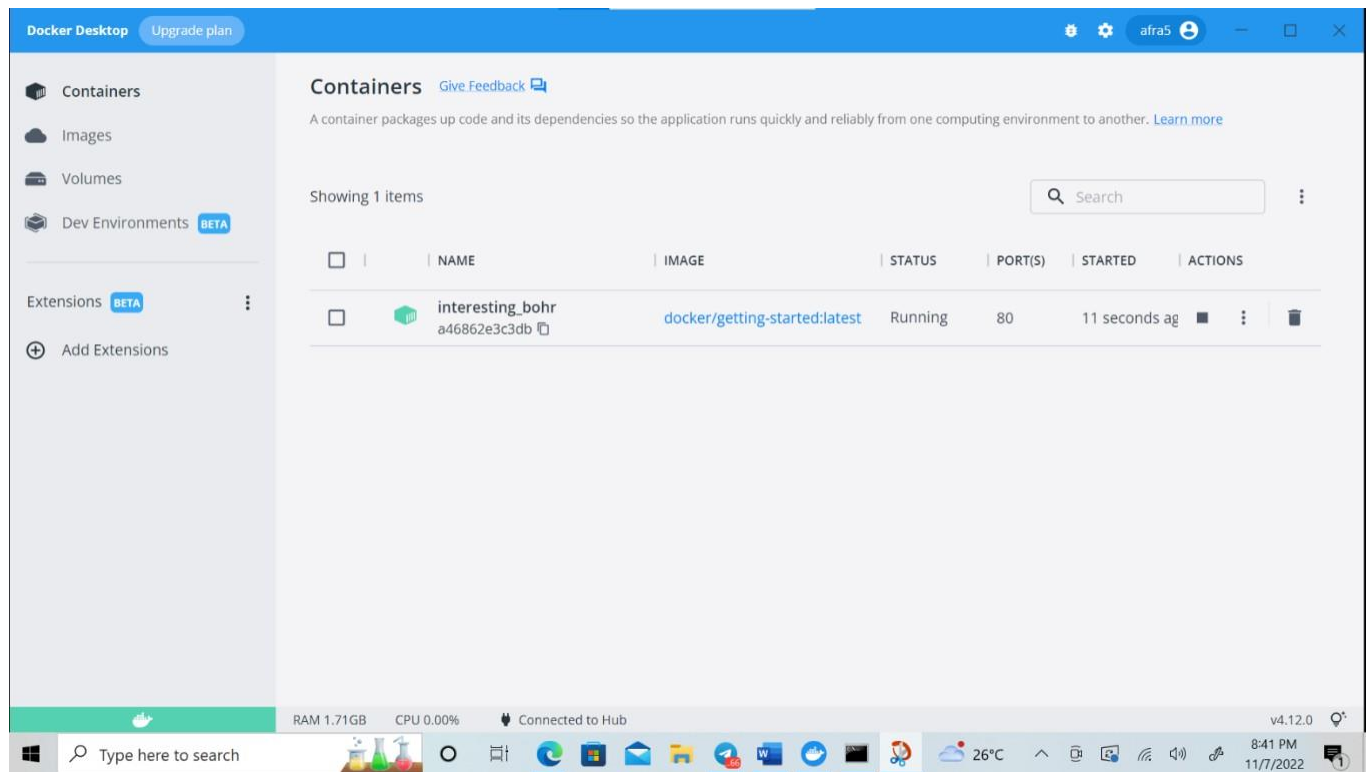 Docker Desktop Upgrade plan afra5
Containers
Images
Volumes
Dev Environments BETA
Extensions BETA
Add Extensions
Containers Give Feedback
A container packages up code and its dependencies so the application runs quickly and reliably from one computing environment to another. Learn more
Showing 1 items Search
NAME IMAGE STATUS PORT(S) STARTED ACTIONS
interesting_bohr
a46862e3c3db
docker/getting-started:latest Running 80 11 seconds ag
RAM 1.71GB CPU 0.00% Connected to Hub v4.12.0
Type here to search 26°C 8:41 PM
11/7/2022